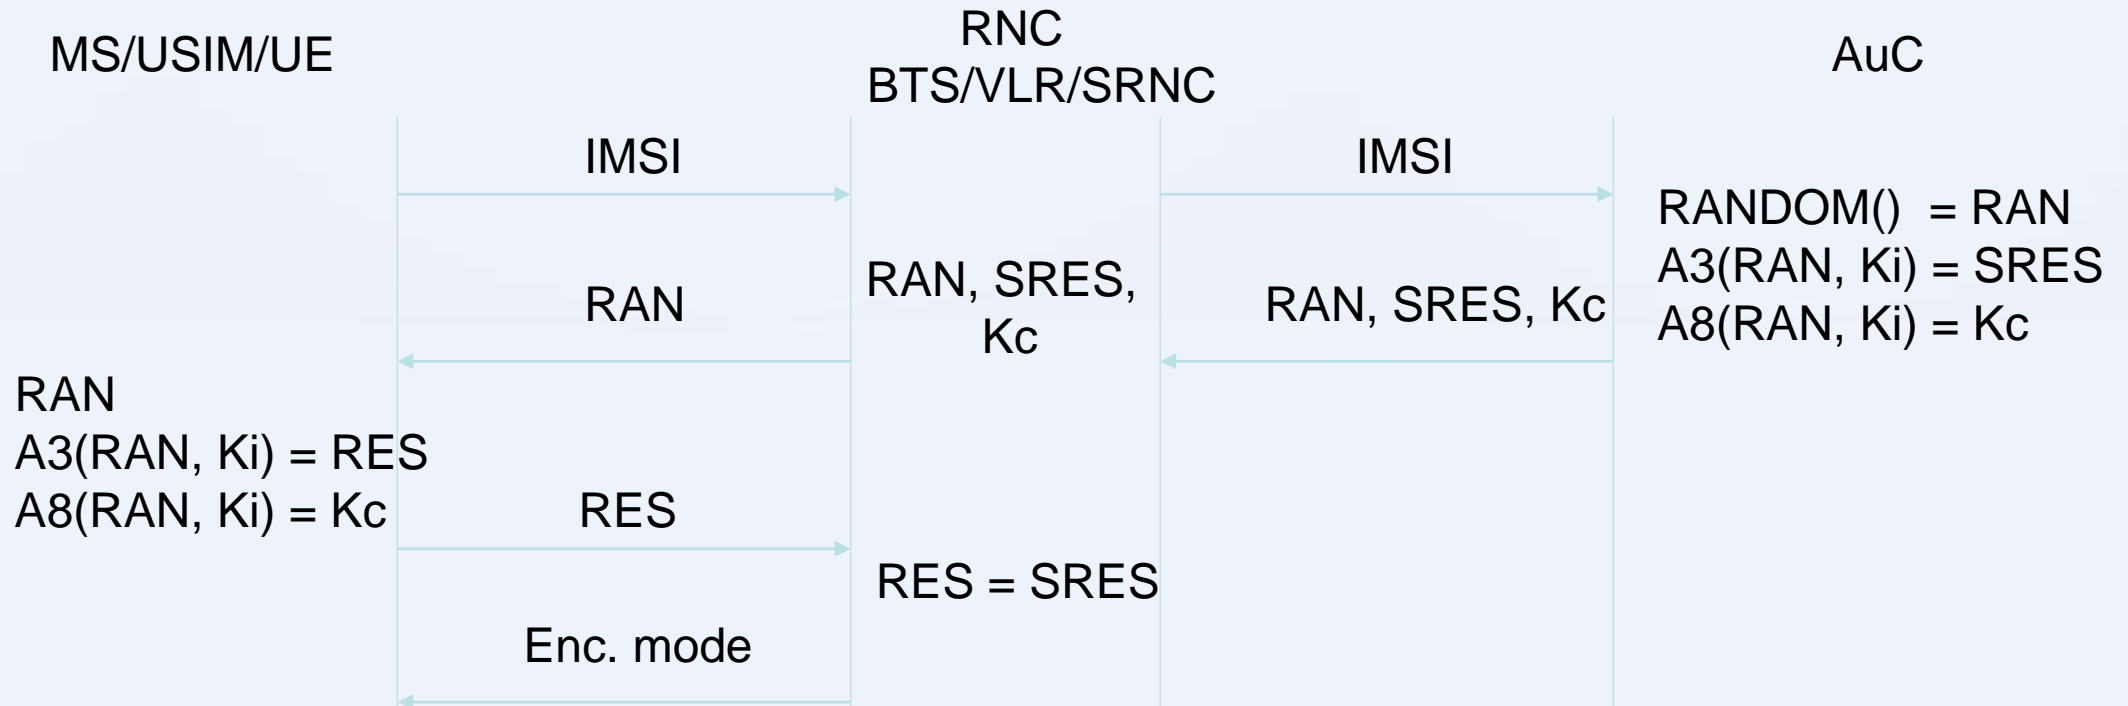 MS/USIM/UE
RNC
BTS/VLR/SRNC
AuC
IMSI
IMSI
RANDOM()  = RAN
A3(RAN, Ki) = SRES
A8(RAN, Ki) = Kc
RAN
RAN, SRES,
Kc
RAN, SRES, Kc
RAN
A3(RAN, Ki) = RES
A8(RAN, Ki) = Kc
RES
RES = SRES
Enc. mode